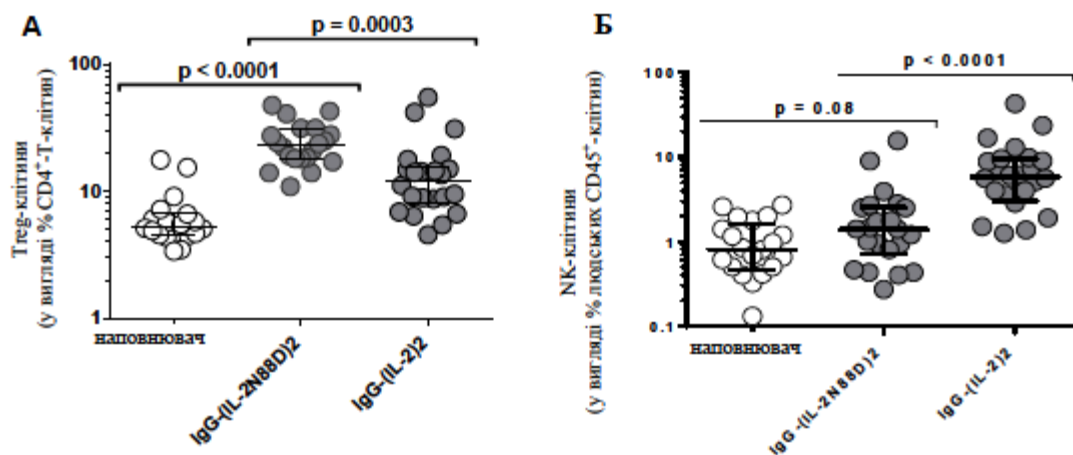 А
p = 0.0003
p < 0.0001
Treg-клітини
(у вигляді % CD4⁺-Т-клітин)
100
10
1
наповнювач
IgG-(IL-2N88D)2
IgG-(IL-2)2
Б
p < 0.0001
p = 0.08
NK-клітини
(у вигляді % людських CD45⁺-клітин)
100
10
1
0.1
наповнювач
IgG-(IL-2N88D)2
IgG-(IL-2)2